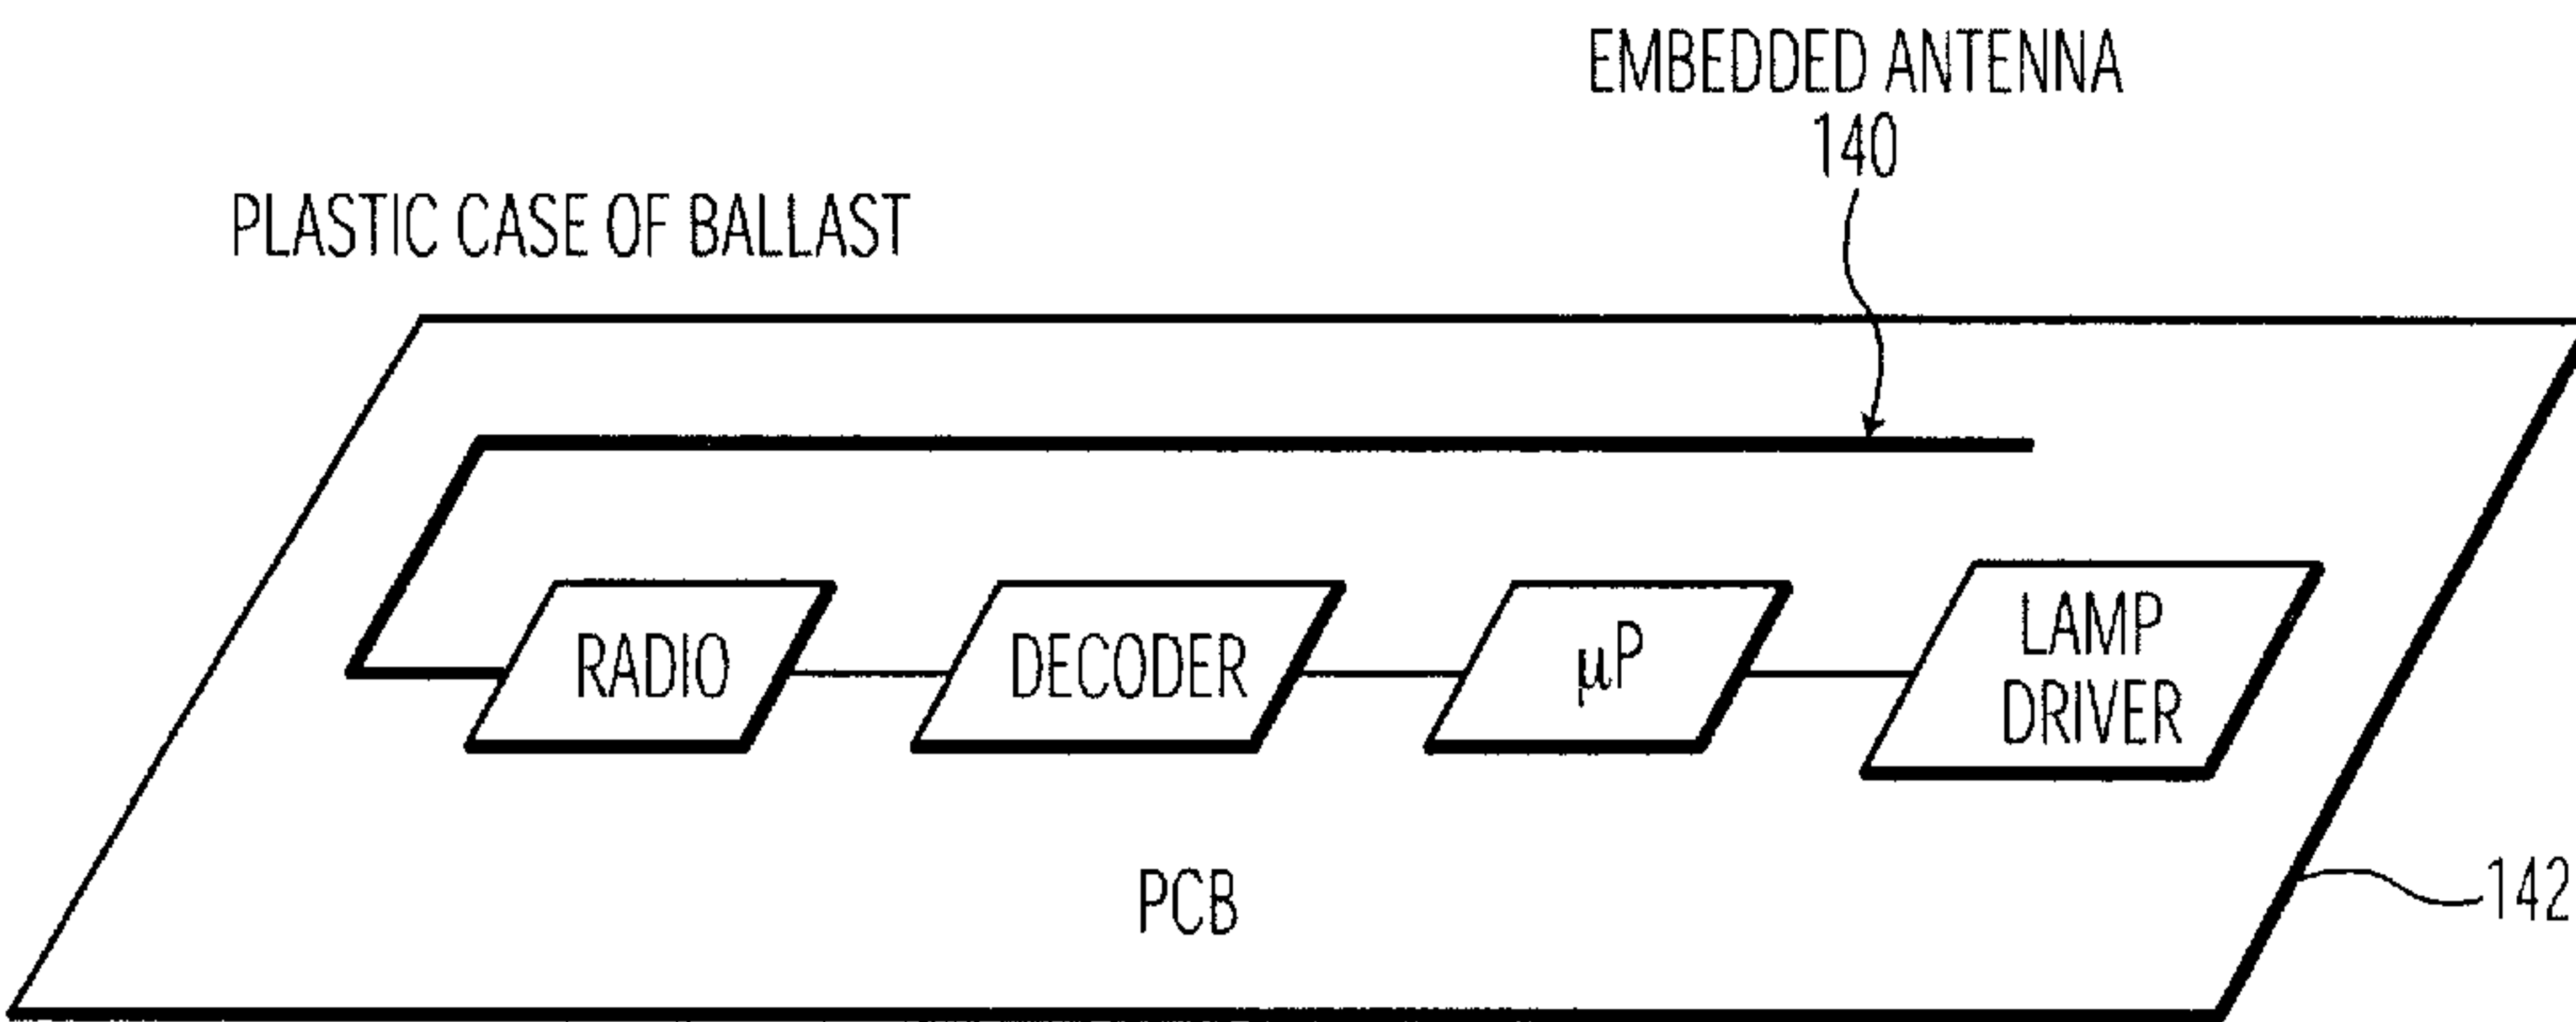 EMBEDDED ANTENNA
140
PLASTIC CASE OF BALLAST
RADIO
DECODER
µP
LAMP
DRIVER
PCB
142